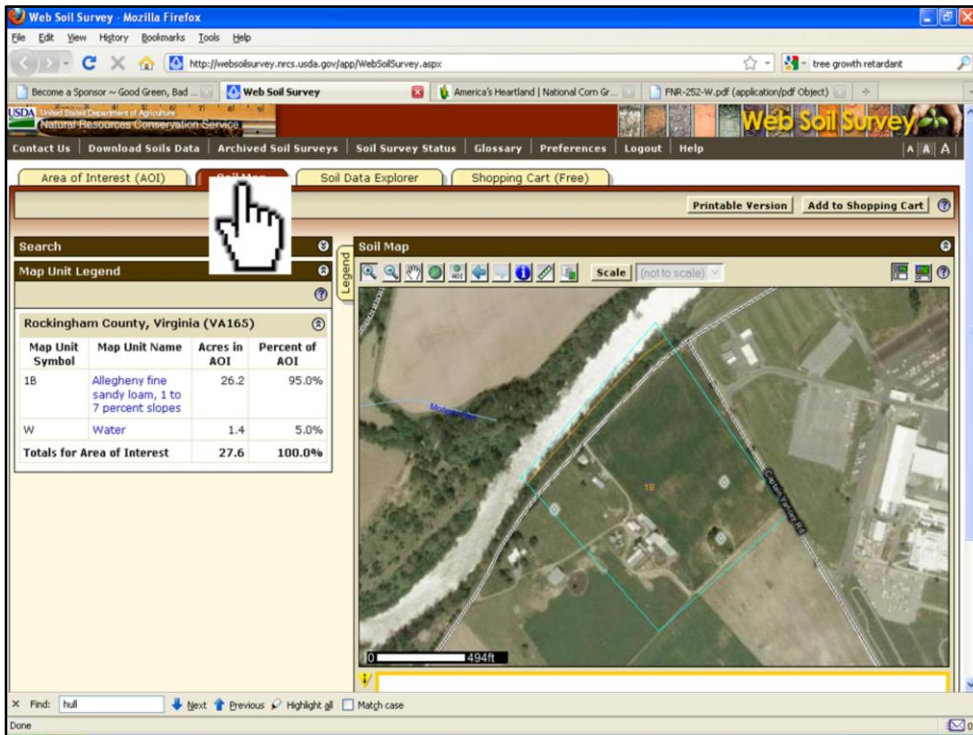 Web Soil Survey - Mozilla Firefox
File Edit View History Bookmarks Tools Help
http://websoilsurvey.nrcs.usda.gov/app/WebSoilSurvey.aspx
tree growth retardant
Become a Sponsor ~ Good Green, Bad ...
Web Soil Survey
America's Heartland | National Corn Gr...
FNR-252-W.pdf (application/pdf Object)
USDA United States Department of Agriculture
Natural Resources Conservation Service
Web Soil Survey
Contact Us | Download Soils Data | Archived Soil Surveys | Soil Survey Status | Glossary | Preferences | Logout | Help
A A A
Area of Interest (AOI)
Soil Data Explorer
Shopping Cart (Free)
Printable Version
Add to Shopping Cart
Search
Map Unit Legend
Rockingham County, Virginia (VA165)
Map Unit Symbol Map Unit Name Acres in AOI Percent of AOI
1B Allegheny fine sandy loam, 1 to 7 percent slopes 26.2 95.0%
W Water 1.4 5.0%
Totals for Area of Interest 27.6 100.0%
Legend
Soil Map
Scale (not to scale)
AOI
1B
Captain Yancey Rd
0 494ft
Find: hull Next Previous Highlight all Match case
Done
0